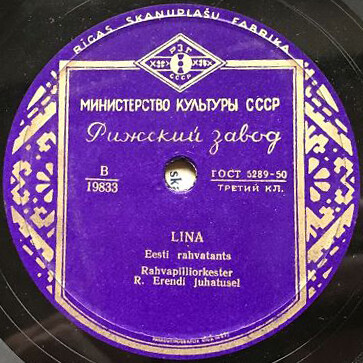 RĪGAS SKAŅUPLAŠU FABRIKA
РЗГ
СССР
МИНИСТЕРСТВО КУЛЬТУРЫ СССР
Рижский завод
В
19833
ГОСТ 5289-50
ТРЕТИЙ КЛ.
sk
LINA
Eesti rahvatants
Rahvapilliorkester
R. Erendi juhatusel